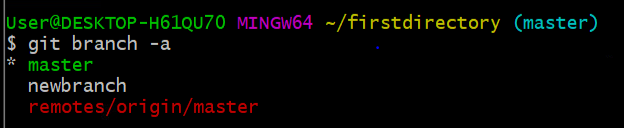 User@DESKTOP-H61QU70 MINGW64 ~/firstdirectory (master)
$ git branch -a
* master
newbranch
remotes/origin/master